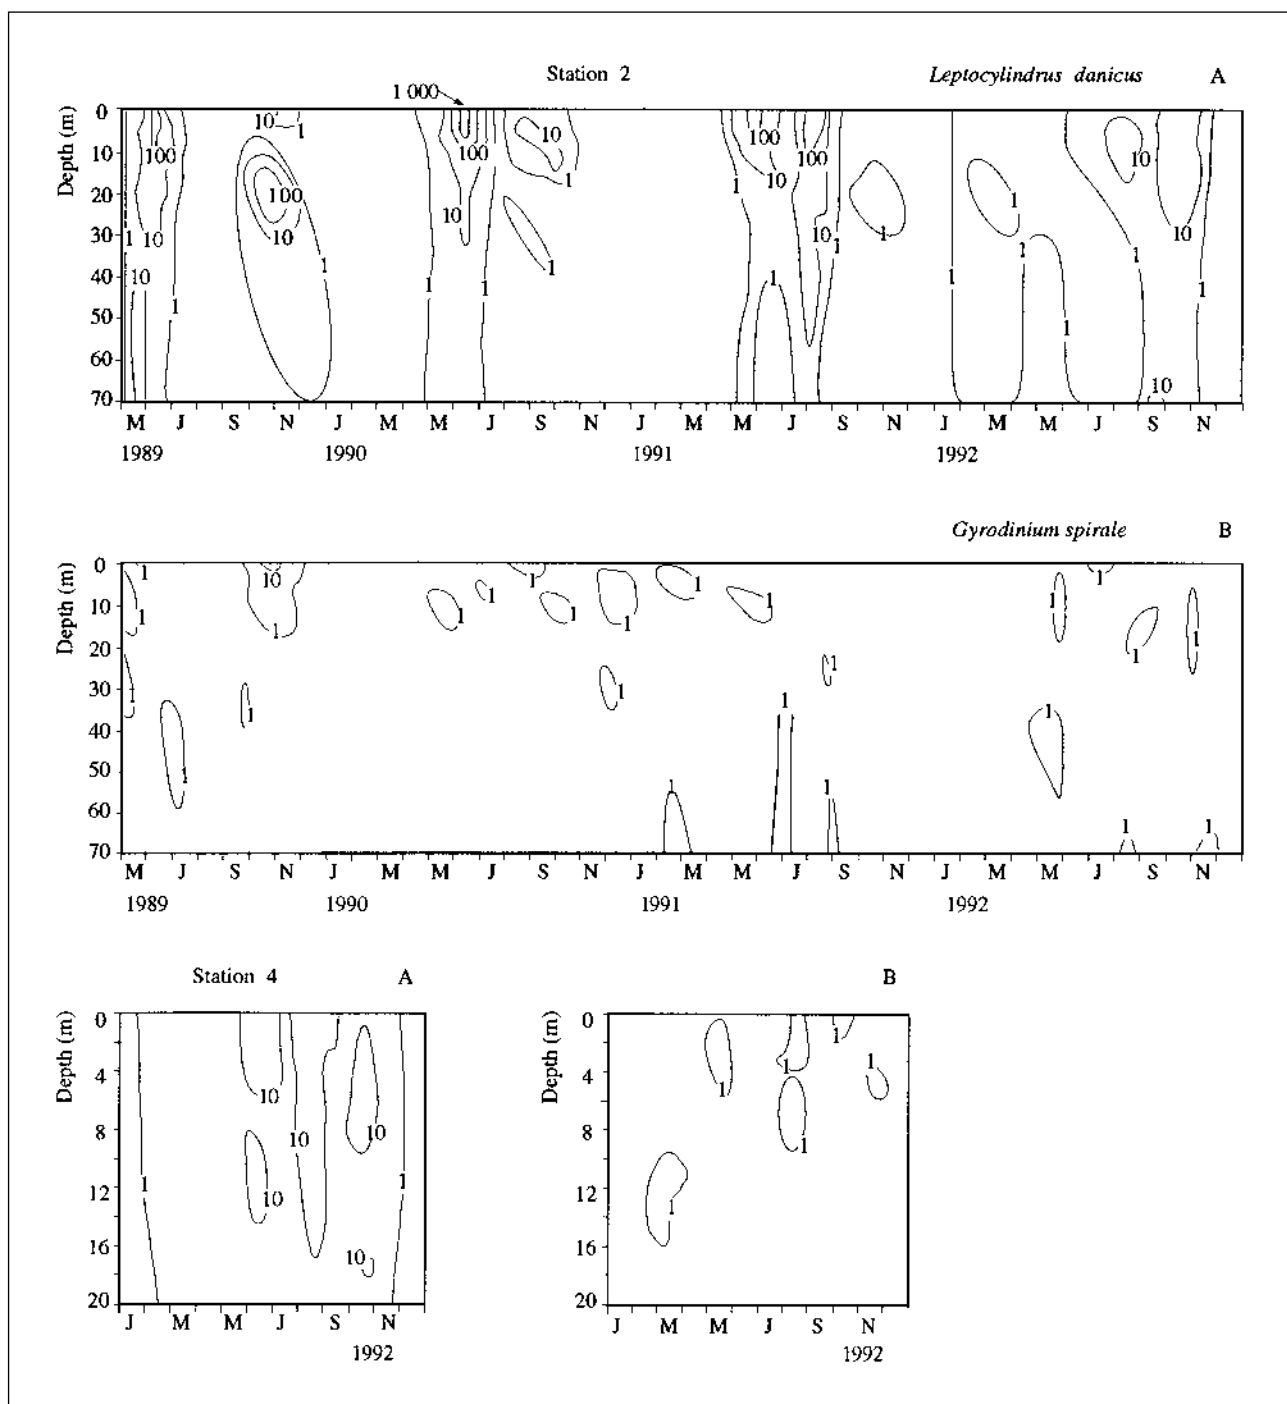 Station 2 Leptocylindrus danicus A
1 000
0 10 1 10
Depth (m)
10 100 100 100 100 10
20 100 10 1 10 1
30 1 10 10 10 10 1 10
40 10 1 1 1 1 1 1 1
50 1 1
60
70 10
M J S N J M M J S N M J S N J M M J S N
1989 1990 1991 1992
Gyrodinium spirale B
0 1 10 1 1 1
Depth (m)
10 1 1 1 1 1 1 1
20 1 1 1
30 1 1 1
40 1 1
50 1
60 1 1
70 1 1
M J S N J M M J S N J M M J S N J M M J S N
1989 1990 1991 1992
Station 4 A
0
Depth (m)
4 10
8 10 10
12 1 10 1
16 10
20
J M M J S N
1992
B
0 1
Depth (m)
4 1 1 1
8 1
12 1
16
20
J M M J S N
1992